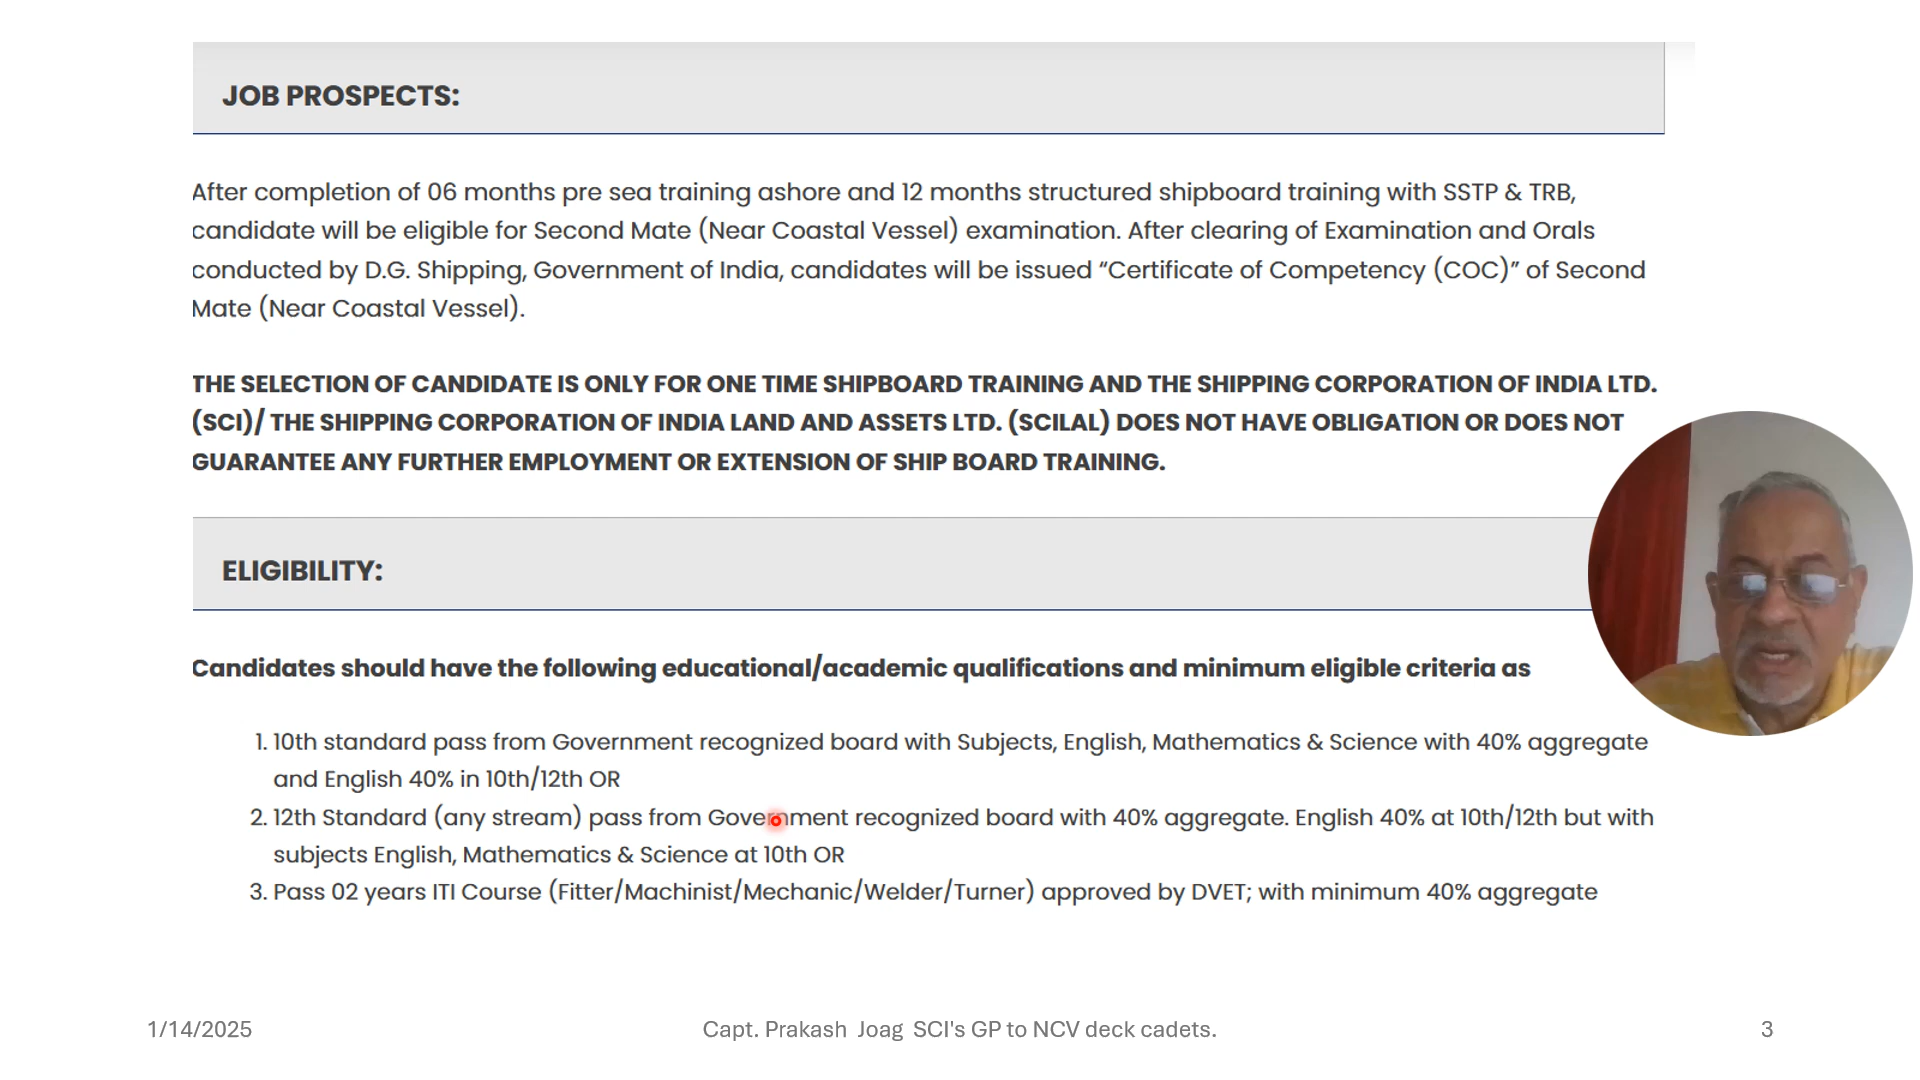 JOB PROSPECTS:
After completion of 06 months pre sea training ashore and 12 months structured shipboard training with SSTP & TRB,
candidate will be eligible for Second Mate (Near Coastal Vessel) examination. After clearing of Examination and Orals
conducted by D.G. Shipping, Government of India, candidates will be issued “Certificate of Competency (COC)” of Second
Mate (Near Coastal Vessel).
THE SELECTION OF CANDIDATE IS ONLY FOR ONE TIME SHIPBOARD TRAINING AND THE SHIPPING CORPORATION OF INDIA LTD.
(SCI)/ THE SHIPPING CORPORATION OF INDIA LAND AND ASSETS LTD. (SCILAL) DOES NOT HAVE OBLIGATION OR DOES NOT
GUARANTEE ANY FURTHER EMPLOYMENT OR EXTENSION OF SHIP BOARD TRAINING.
ELIGIBILITY:
Candidates should have the following educational/academic qualifications and minimum eligible criteria as
1. 10th standard pass from Government recognized board with Subjects, English, Mathematics & Science with 40% aggregate
and English 40% in 10th/12th OR
2. 12th Standard (any stream) pass from Government recognized board with 40% aggregate. English 40% at 10th/12th but with
subjects English, Mathematics & Science at 10th OR
3. Pass 02 years ITI Course (Fitter/Machinist/Mechanic/Welder/Turner) approved by DVET; with minimum 40% aggregate
1/14/2025
Capt. Prakash Joag SCI's GP to NCV deck cadets.
3